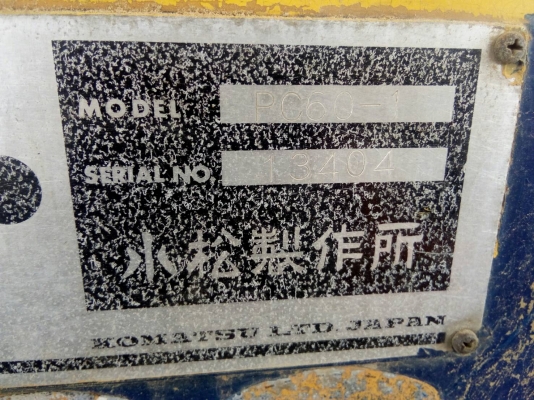 MODEL PC60-1
SERIAL NO. 13404
小松製作所
KOMATSU LTD. JAPAN